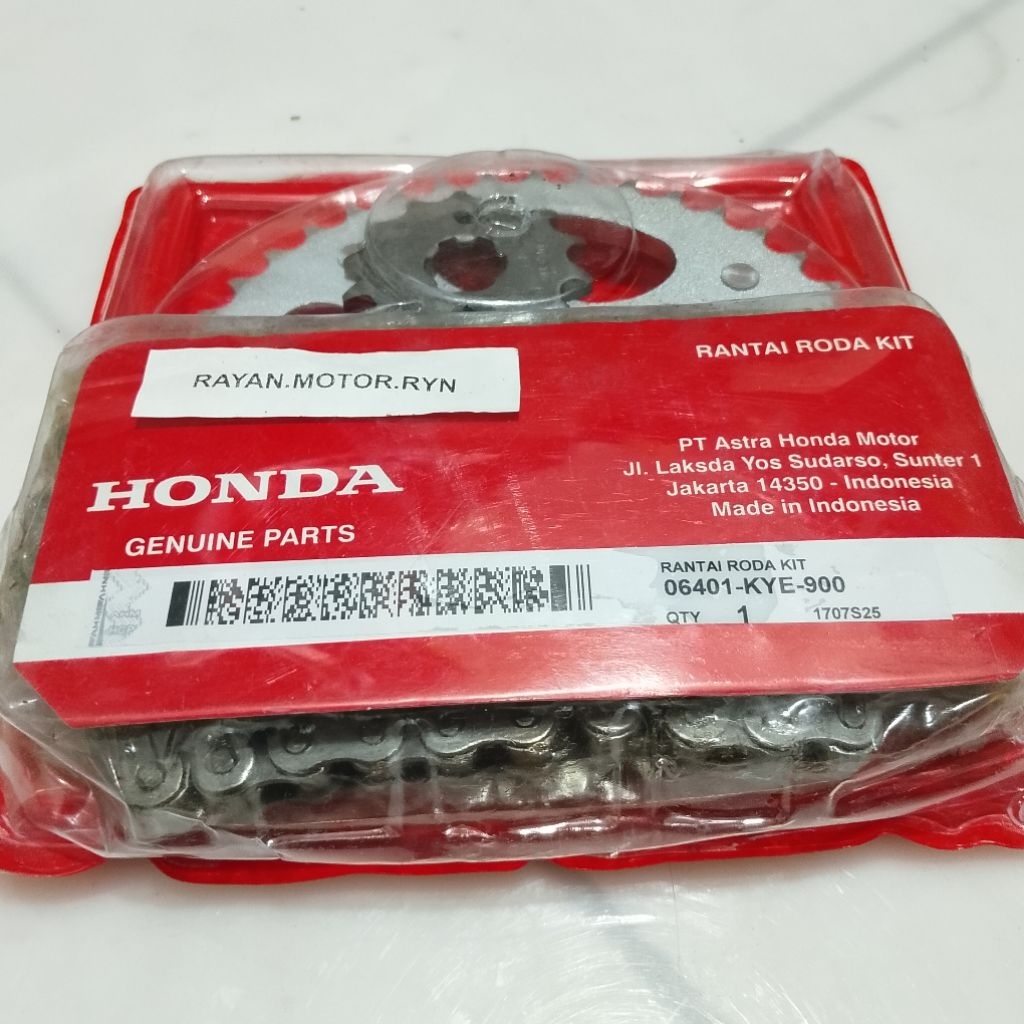 RAYAN.MOTOR.RYN
RANTAI RODA KIT
PT Astra Honda Motor
Jl. Laksda Yos Sudarso, Sunter 1
Jakarta 14350 - Indonesia
Made in Indonesia
HONDA
GENUINE PARTS
RANTAI RODA KIT
06401-KYE-900
QTY 1 1707S25